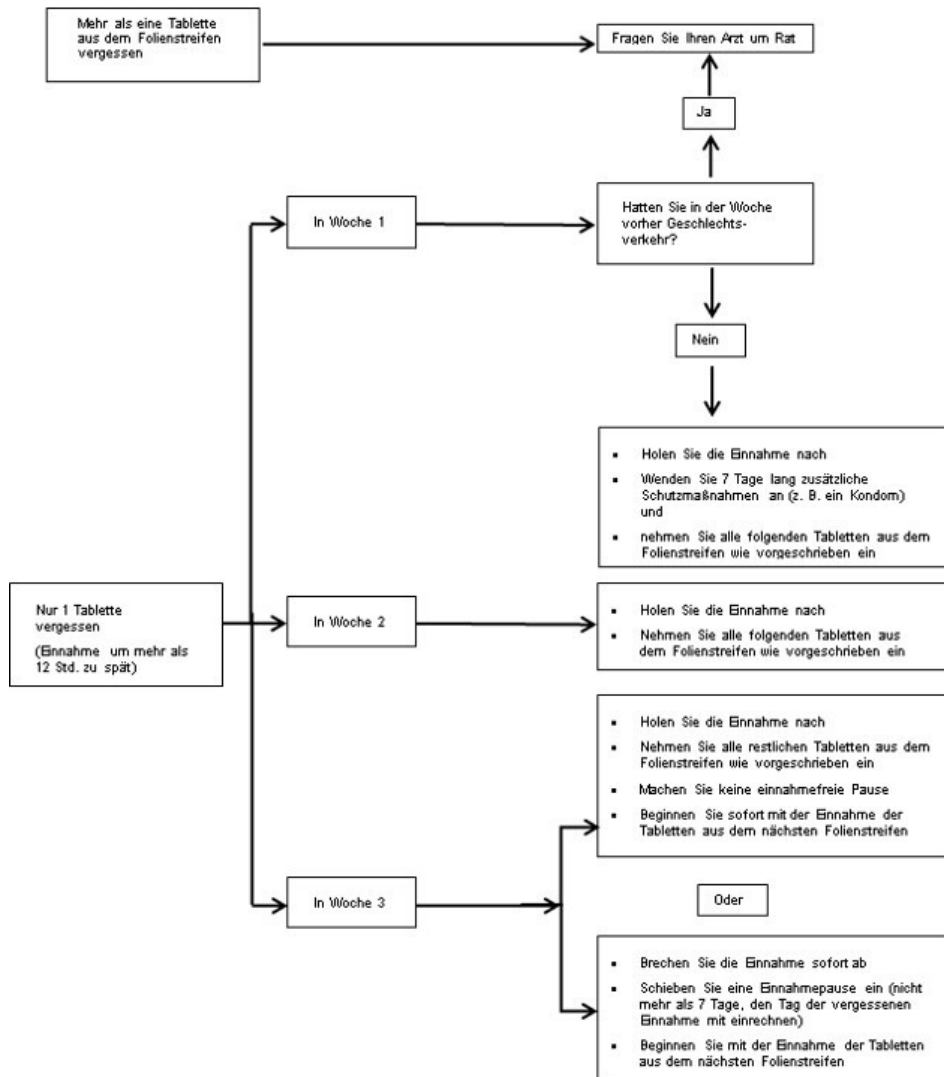 Mehr als eine Tablette
aus dem Folienstreifen
vergessen
Fragen Sie Ihren Arzt um Rat
Ja
In Woche 1
Hatten Sie in der Woche
vorher Geschlechts-
verkehr?
Nein
▪ Holen Sie die Einnahme nach
▪ Wenden Sie 7 Tage lang zusätzliche
Schutzmaßnahmen an (z. B. ein Kondom)
und
▪ nehmen Sie alle folgenden Tabletten aus dem
Folienstreifen wie vorgeschrieben ein
Nur 1 Tablette
vergessen
(Einnahme um mehr als
12 Std. zu spät)
In Woche 2
▪ Holen Sie die Einnahme nach
▪ Nehmen Sie alle folgenden Tabletten aus
dem Folienstreifen wie vorgeschrieben ein
▪ Holen Sie die Einnahme nach
▪ Nehmen Sie alle restlichen Tabletten aus dem
Folienstreifen wie vorgeschrieben ein
▪ Machen Sie keine einnahmefreie Pause
▪ Beginnen Sie sofort mit der Einnahme der
Tabletten aus dem nächsten Folienstreifen
In Woche 3
Oder
▪ Brechen Sie die Einnahme sofort ab
▪ Schieben Sie eine Einnahmepause ein (nicht
mehr als 7 Tage, den Tag der vergessenen
Einnahme mit einrechnen)
▪ Beginnen Sie mit der Einnahme der Tabletten
aus dem nächsten Folienstreifen